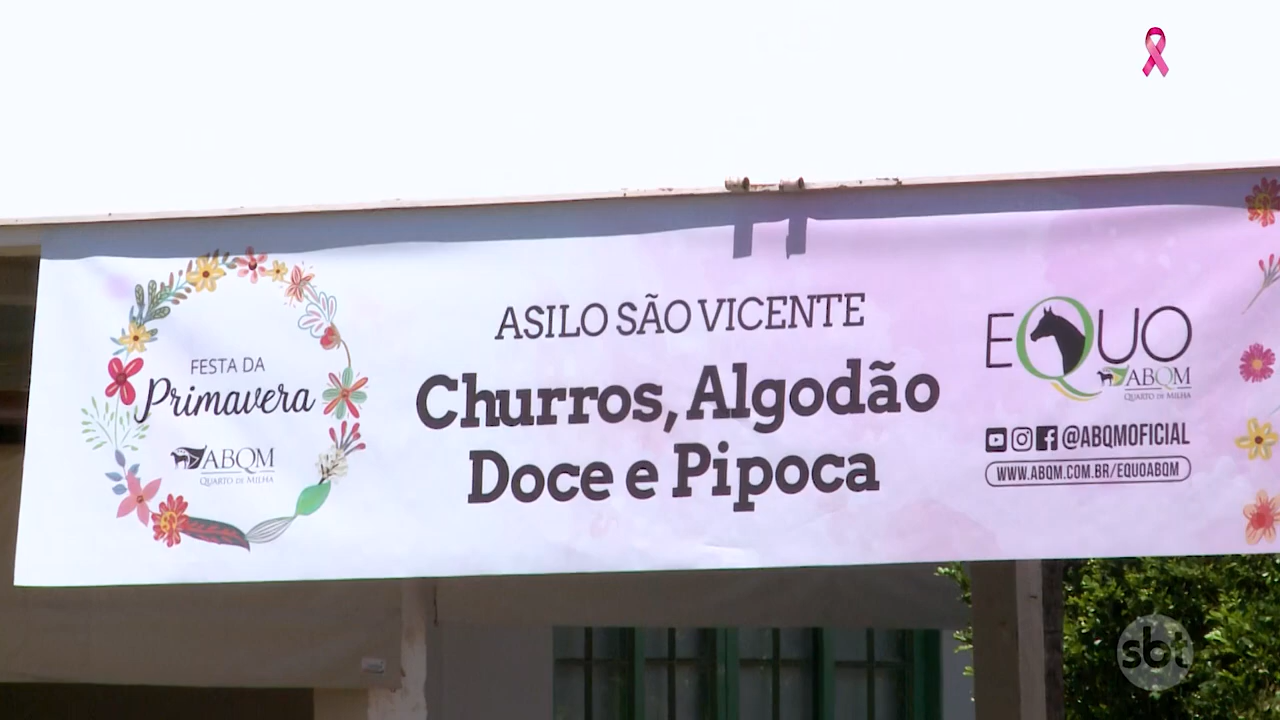 FESTA DA
Primavera
ABQM
QUARTO DE MILHA
ASILO SÃO VICENTE
Churros, Algodão
Doce e Pipoca
EQUO
ABQM
QUARTO DE MILHA
@ABQMOFICIAL
WWW.ABQM.COM.BR/EQUOABQM
sbt